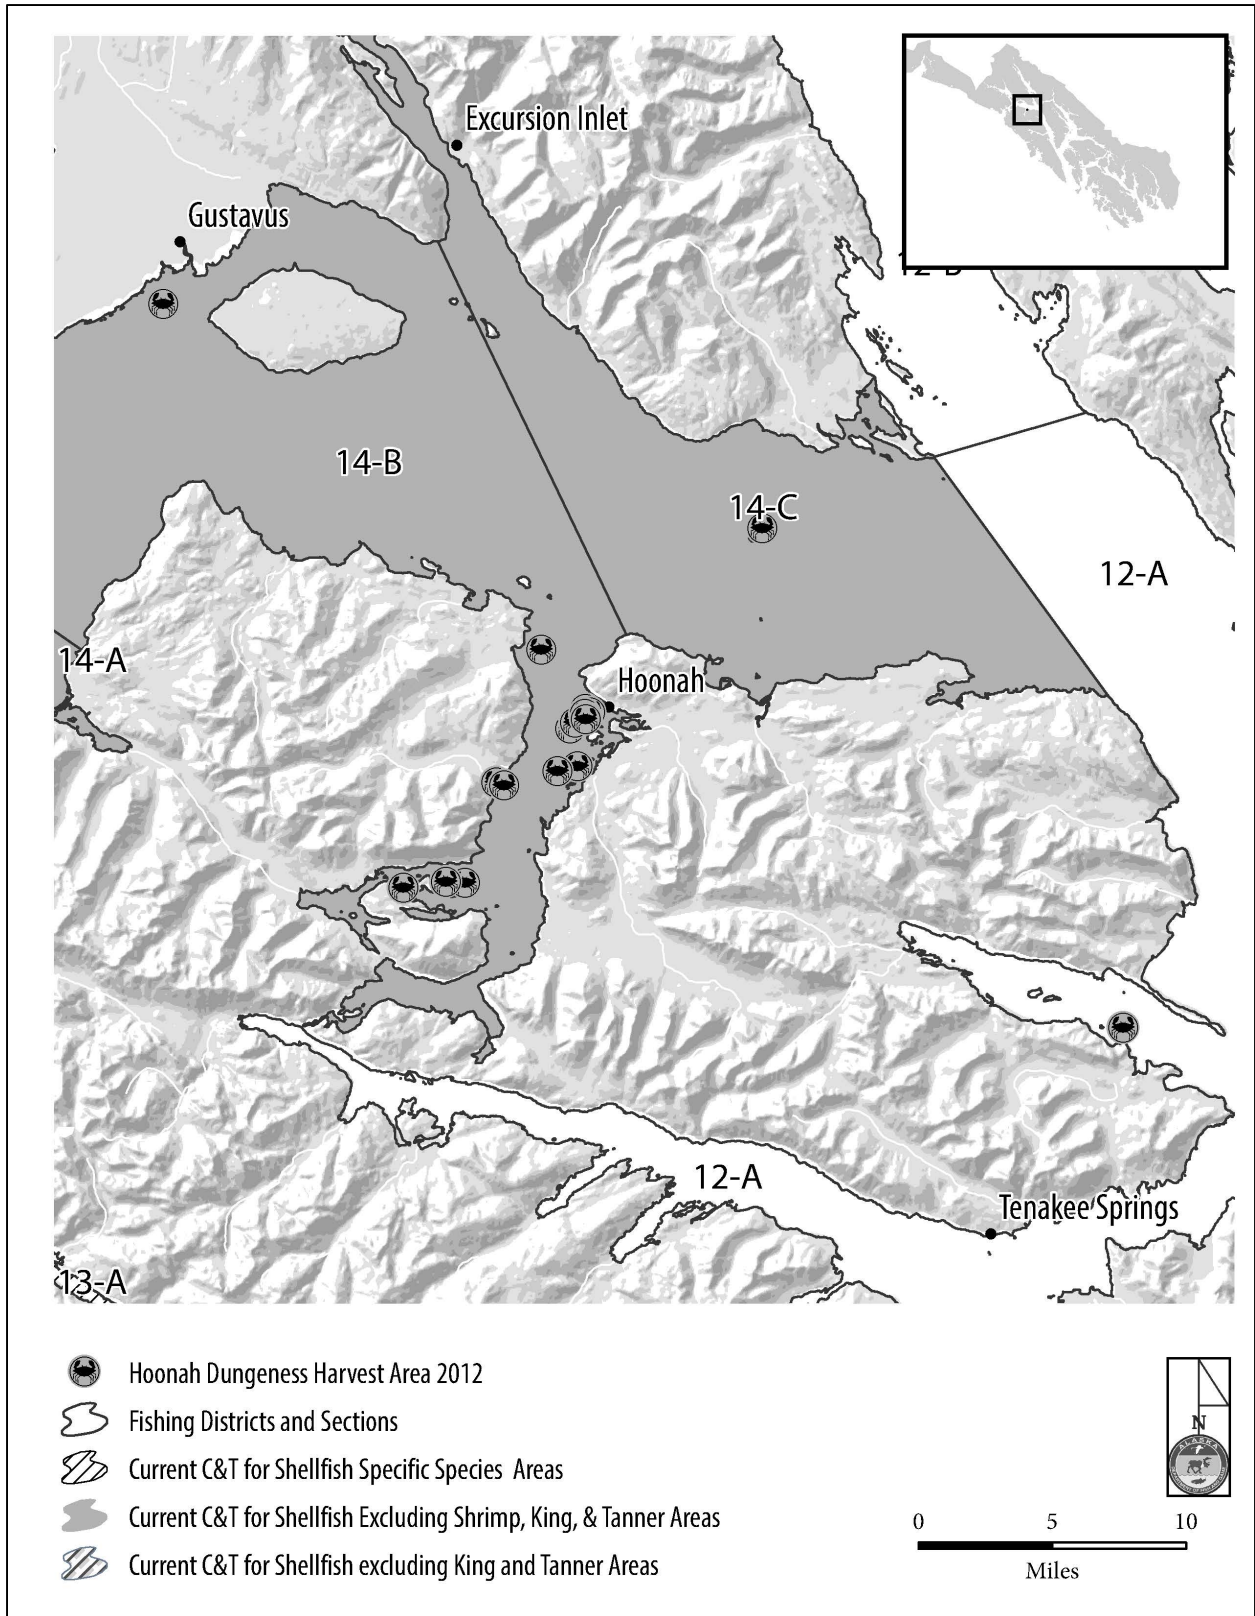 Excursion Inlet
Gustavus
12-B
14-B
14-C
12-A
14-A
Hoonah
12-A
Tenakee Springs
13-A
Hoonah Dungeness Harvest Area 2012
Fishing Districts and Sections
Current C&T for Shellfish Specific Species Areas
Current C&T for Shellfish Excluding Shrimp, King, & Tanner Areas
Current C&T for Shellfish excluding King and Tanner Areas
N
ALASKA
0 5 10
Miles